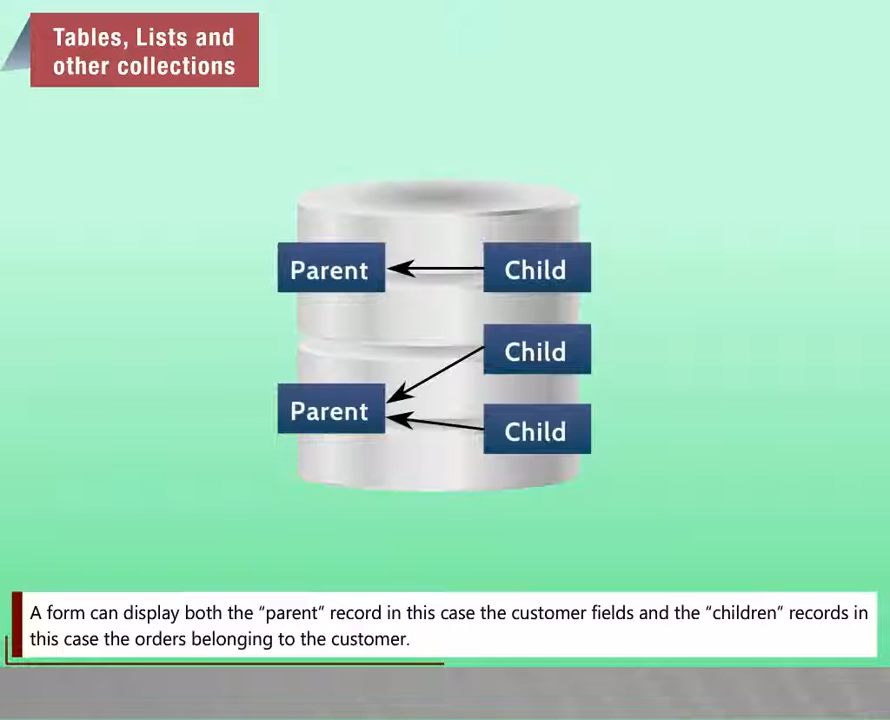 Tables, Lists and
other collections
Parent
Child
Child
Parent
Child
A form can display both the “parent” record in this case the customer fields and the “children” records in
this case the orders belonging to the customer.